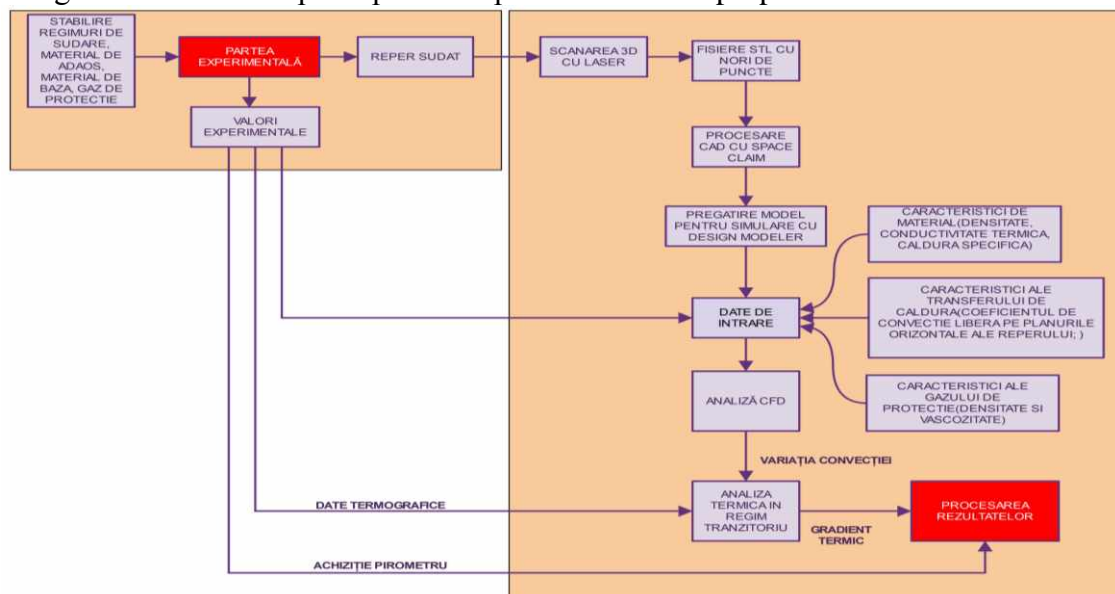 STABILIRE
REGIMURI DE
SUDARE,
MATERIAL DE
ADAOS,
MATERIAL DE
BAZA, GAZ DE
PROTECTIE
PARTEA
EXPERIMENTALĂ
REPER SUDAT
VALORI
EXPERIMENTALE
SCANAREA 3D
CU LASER
FISIERE STL CU
NORI DE
PUNCTE
PROCESARE
CAD CU SPACE
CLAIM
PREGATIRE MODEL
PENTRU SIMULARE CU
DESIGN MODELER
CARACTERISTICI DE
MATERIAL(DENSITATE,
CONDUCTIVITATE TERMICA,
CALDURA SPECIFICA)
DATE DE
INTRARE
CARACTERISTICI ALE
TRANSFERULUI DE
CALDURA(COEFICIENTUL DE
CONVECTIE LIBERA PE PLANURILE
ORIZONTALE ALE REPERULUI; )
ANALIZĂ CFD
CARACTERISTICI ALE
GAZULUI DE
PROTECTIE(DENSITATE SI
VASCOZITATE)
VARIAȚIA CONVECȚIEI
DATE TERMOGRAFICE
ANALIZA
TERMICA IN
REGIM
TRANZITORIU
GRADIENT
TERMIC
PROCESAREA
REZULTATELOR
ACHIZIȚIE PIROMETRU